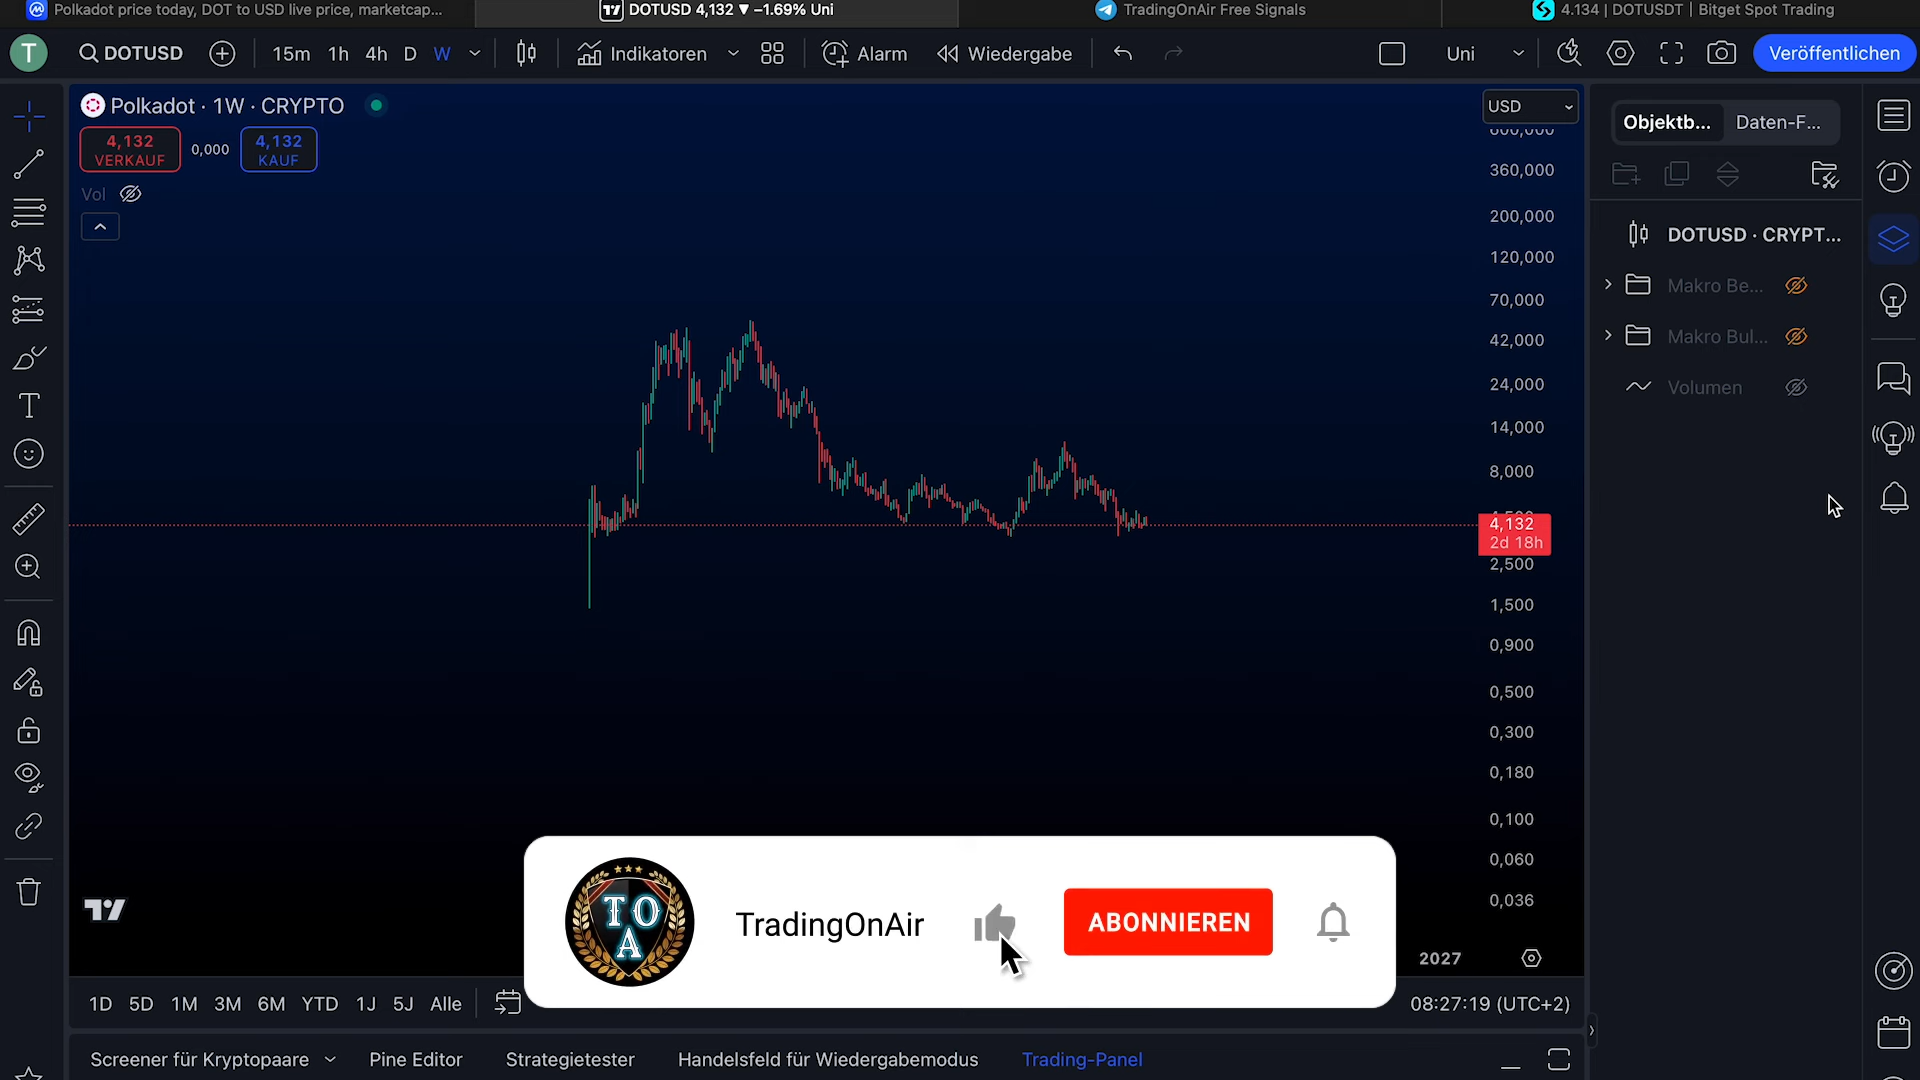 Polkadot price today, DOT to USD live price, marketcap...
DOTUSD 4,132 ▼ −1.69% Uni
TradingOnAir Free Signals
4.134 | DOTUSDT | Bitget Spot Trading
T
DOTUSD
15m 1h 4h D W
Indikatoren
Alarm
Wiedergabe
Uni
Veröffentlichen
Polkadot · 1W · CRYPTO
4,132
VERKAUF
0,000
4,132
KAUF
Vol
USD
600,000
360,000
200,000
120,000
70,000
42,000
24,000
14,000
8,000
4,500
4,132
2d 18h
2,500
1,500
0,900
0,500
0,300
0,180
0,100
0,060
0,036
Objektb...
Daten-F...
DOTUSD · CRYPT...
Makro Be...
Makro Bul...
Volumen
TOA
TradingOnAir
ABONNIEREN
2027
1D 5D 1M 3M 6M YTD 1J 5J Alle
08:27:19 (UTC+2)
Screener für Kryptopaare
Pine Editor
Strategietester
Handelsfeld für Wiedergabemodus
Trading-Panel